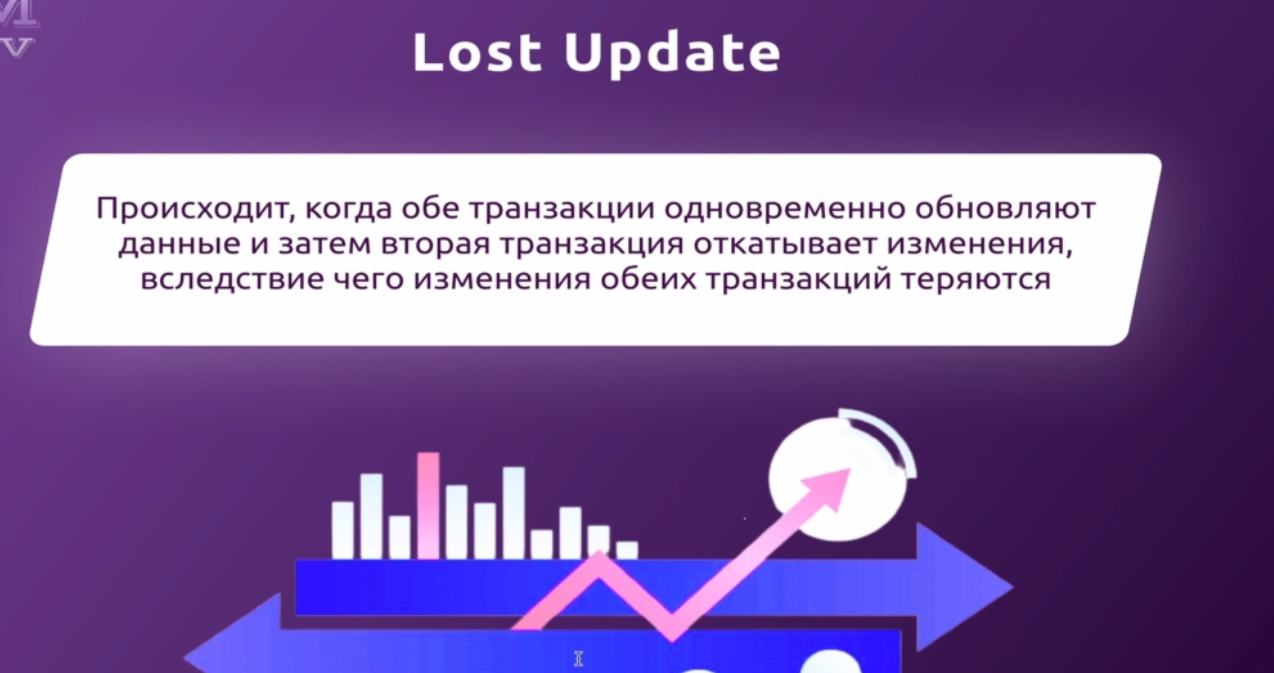 Lost Update
Происходит, когда обе транзакции одновременно обновляют
данные и затем вторая транзакция откатывает изменения,
вследствие чего изменения обеих транзакций теряются